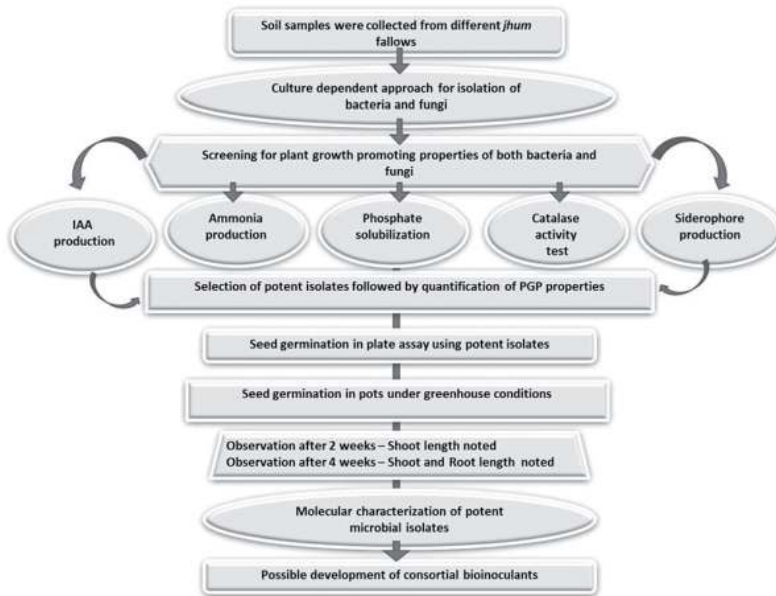 Soil samples were collected from different jhum
fallows
Culture dependent approach for isolation of
bacteria and fungi
Screening for plant growth promoting properties of both bacteria and
fungi
IAA
production
Ammonia
production
Phosphate
solubilization
Catalase
activity
test
Siderophore
production
Selection of potent isolates followed by quantification of PGP properties
Seed germination in plate assay using potent isolates
Seed germination in pots under greenhouse conditions
Observation after 2 weeks – Shoot length noted
Observation after 4 weeks – Shoot and Root length noted
Molecular characterization of potent
microbial isolates
Possible development of consortial bioinoculants